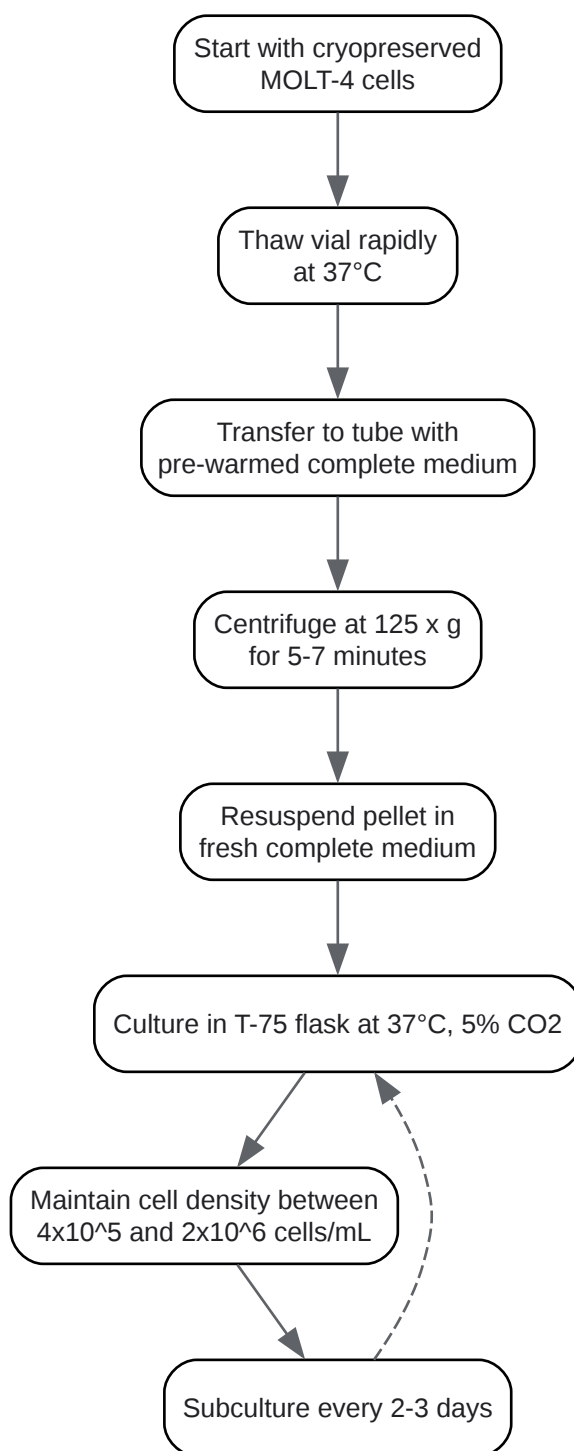 Start with cryopreserved
MOLT-4 cells
Thaw vial rapidly
at 37°C
Transfer to tube with
pre-warmed complete medium
Centrifuge at 125 x g
for 5-7 minutes
Resuspend pellet in
fresh complete medium
Culture in T-75 flask at 37°C, 5% CO2
Maintain cell density between
4x10^5 and 2x10^6 cells/mL
Subculture every 2-3 days